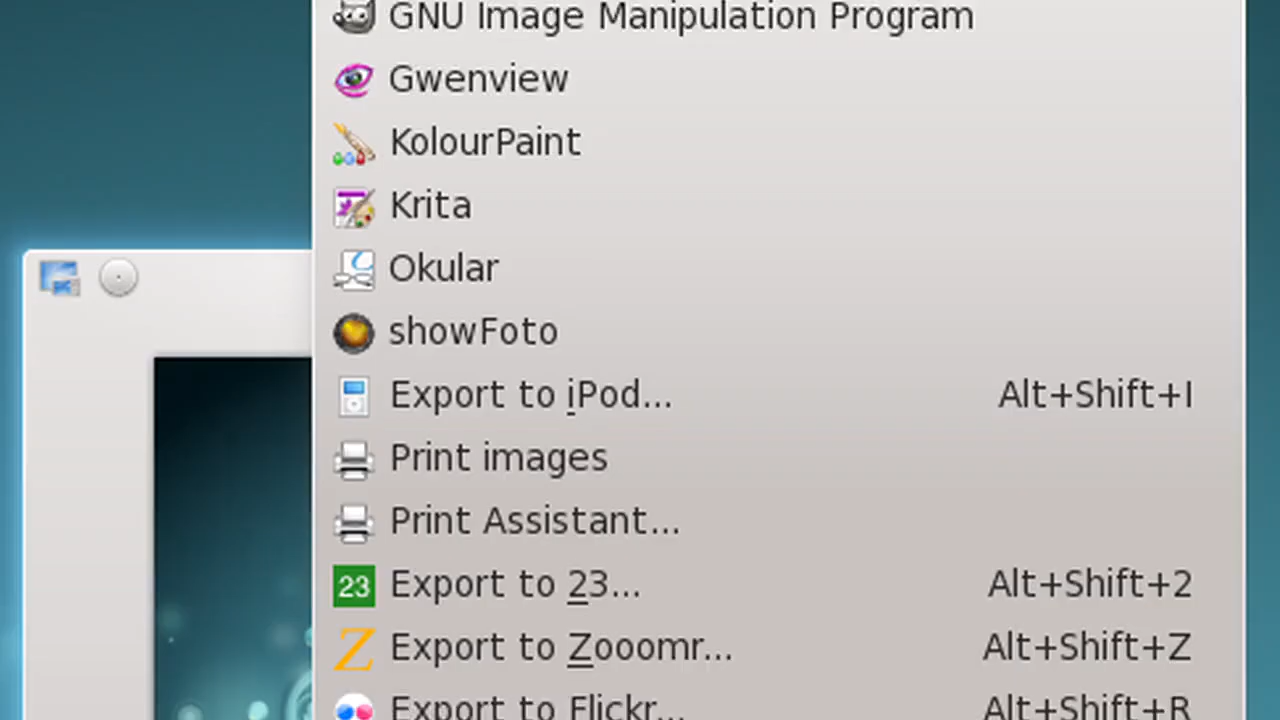 GNU Image Manipulation Program
Gwenview
KolourPaint
Krita
Okular
showFoto
Export to iPod... Alt+Shift+I
Print images
Print Assistant...
23 Export to 23... Alt+Shift+2
Z Export to Zooomr... Alt+Shift+Z
Export to Flickr... Alt+Shift+R